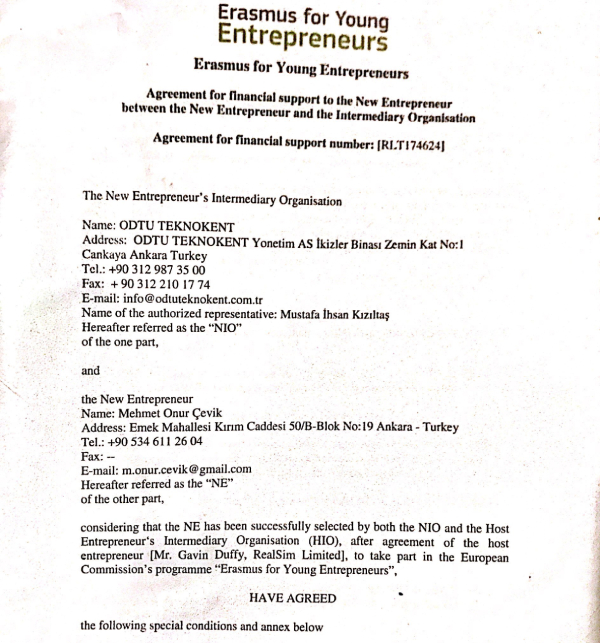 Erasmus for Young
Entrepreneurs
Erasmus for Young Entrepreneurs
Agreement for financial support to the New Entrepreneur
between the New Entrepreneur and the Intermediary Organisation
Agreement for financial support number: [RLT174624]
The New Entrepreneur's Intermediary Organisation
Name: ODTU TEKNOKENT
Address: ODTU TEKNOKENT Yonetim AS İkizler Binası Zemin Kat No:1
Cankaya Ankara Turkey
Tel.: +90 312 987 35 00
Fax: + 90 312 210 17 74
E-mail: info@odtuteknokent.com.tr
Name of the authorized representative: Mustafa İhsan Kızıltaş
Hereafter referred as the “NIO”
of the one part,
and
the New Entrepreneur
Name: Mehmet Onur Çevik
Address: Emek Mahallesi Kırım Caddesi 50/B-Blok No:19 Ankara - Turkey
Tel.: +90 534 611 26 04
Fax: --
E-mail: m.onur.cevik@gmail.com
Hereafter referred as the “NE”
of the other part,
considering that the NE has been successfully selected by both the NIO and the Host
Entrepreneur's Intermediary Organisation (HIO), after agreement of the host
entrepreneur [Mr. Gavin Duffy, RealSim Limited], to take part in the European
Commission's programme “Erasmus for Young Entrepreneurs”,
HAVE AGREED
the following special conditions and annex below